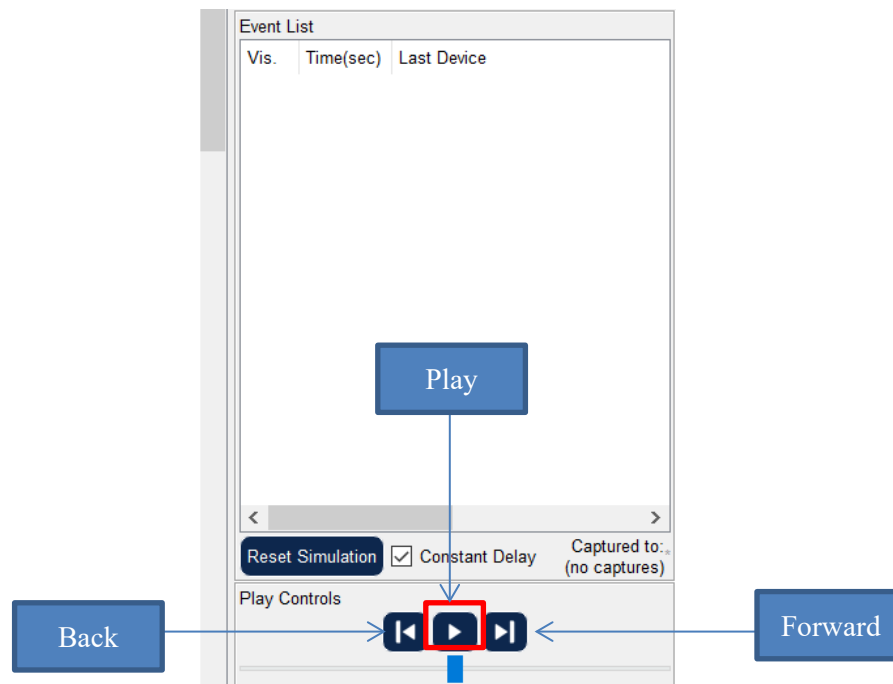 Event List
Vis. Time(sec) Last Device
Play
Reset Simulation Constant Delay Captured to:*
(no captures)
Play Controls
Back
Forward